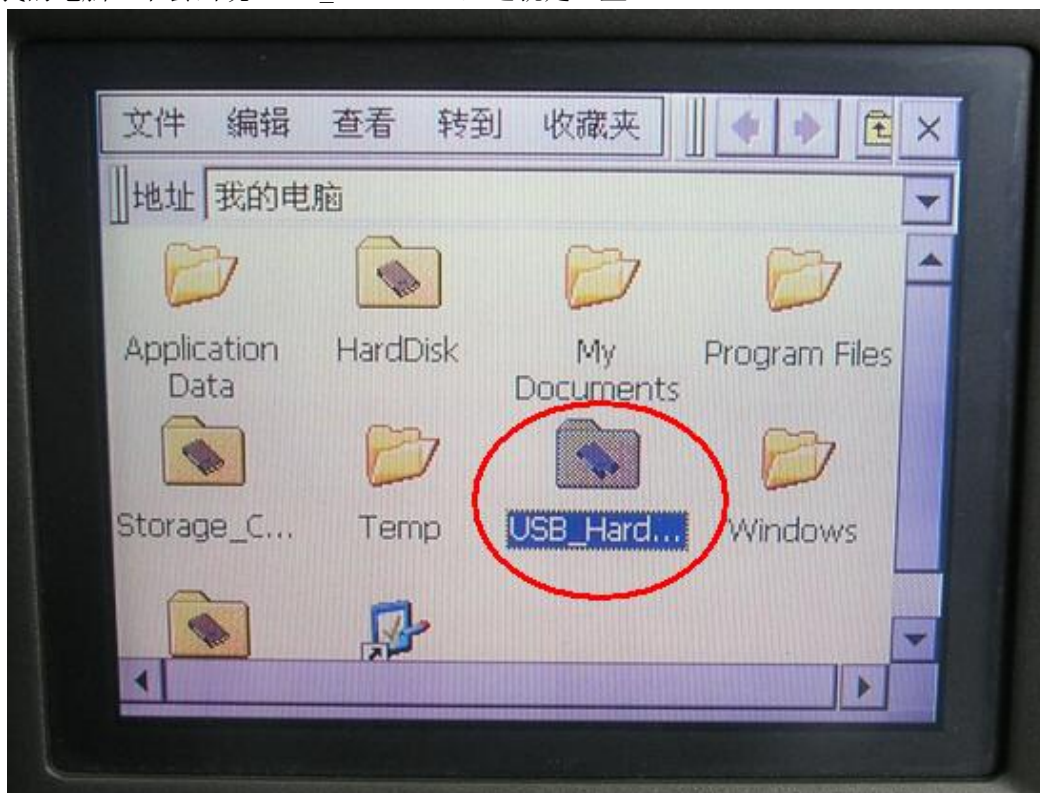 文件 编辑 查看 转到 收藏夹
地址 我的电脑
Application Data HardDisk My Documents Program Files
Storage_C... Temp USB_Hard... Windows